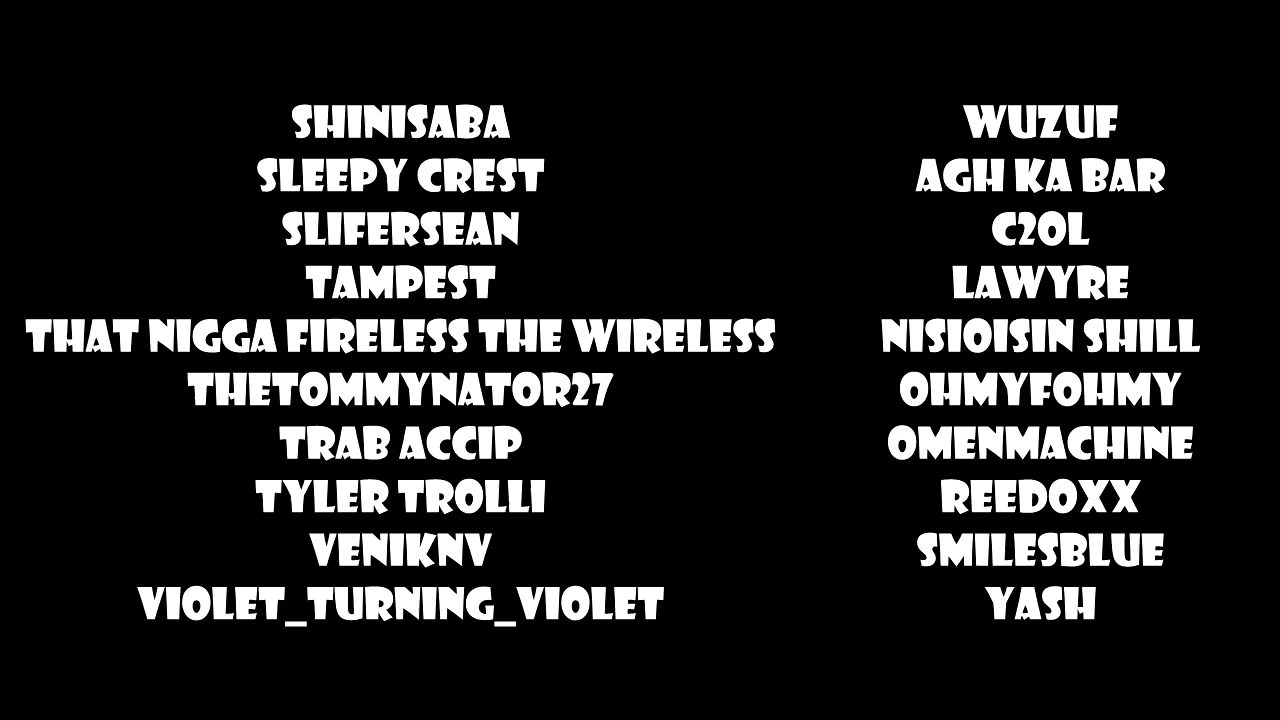 SHINISABA
SLEEPY CREST
SLIFERSEAN
TAMPEST
THAT NIGGA FIRELESS THE WIRELESS
THETOMMYNATOR27
TRAB ACCIP
TYLER TROLLI
VENIKNV
VIOLET_TURNING_VIOLET
WUZUF
AGH KA BAR
C2OL
LAWYRE
NISIOISIN SHILL
OHMYFOHMY
OMENMACHINE
REEDOXX
SMILESBLUE
YASH